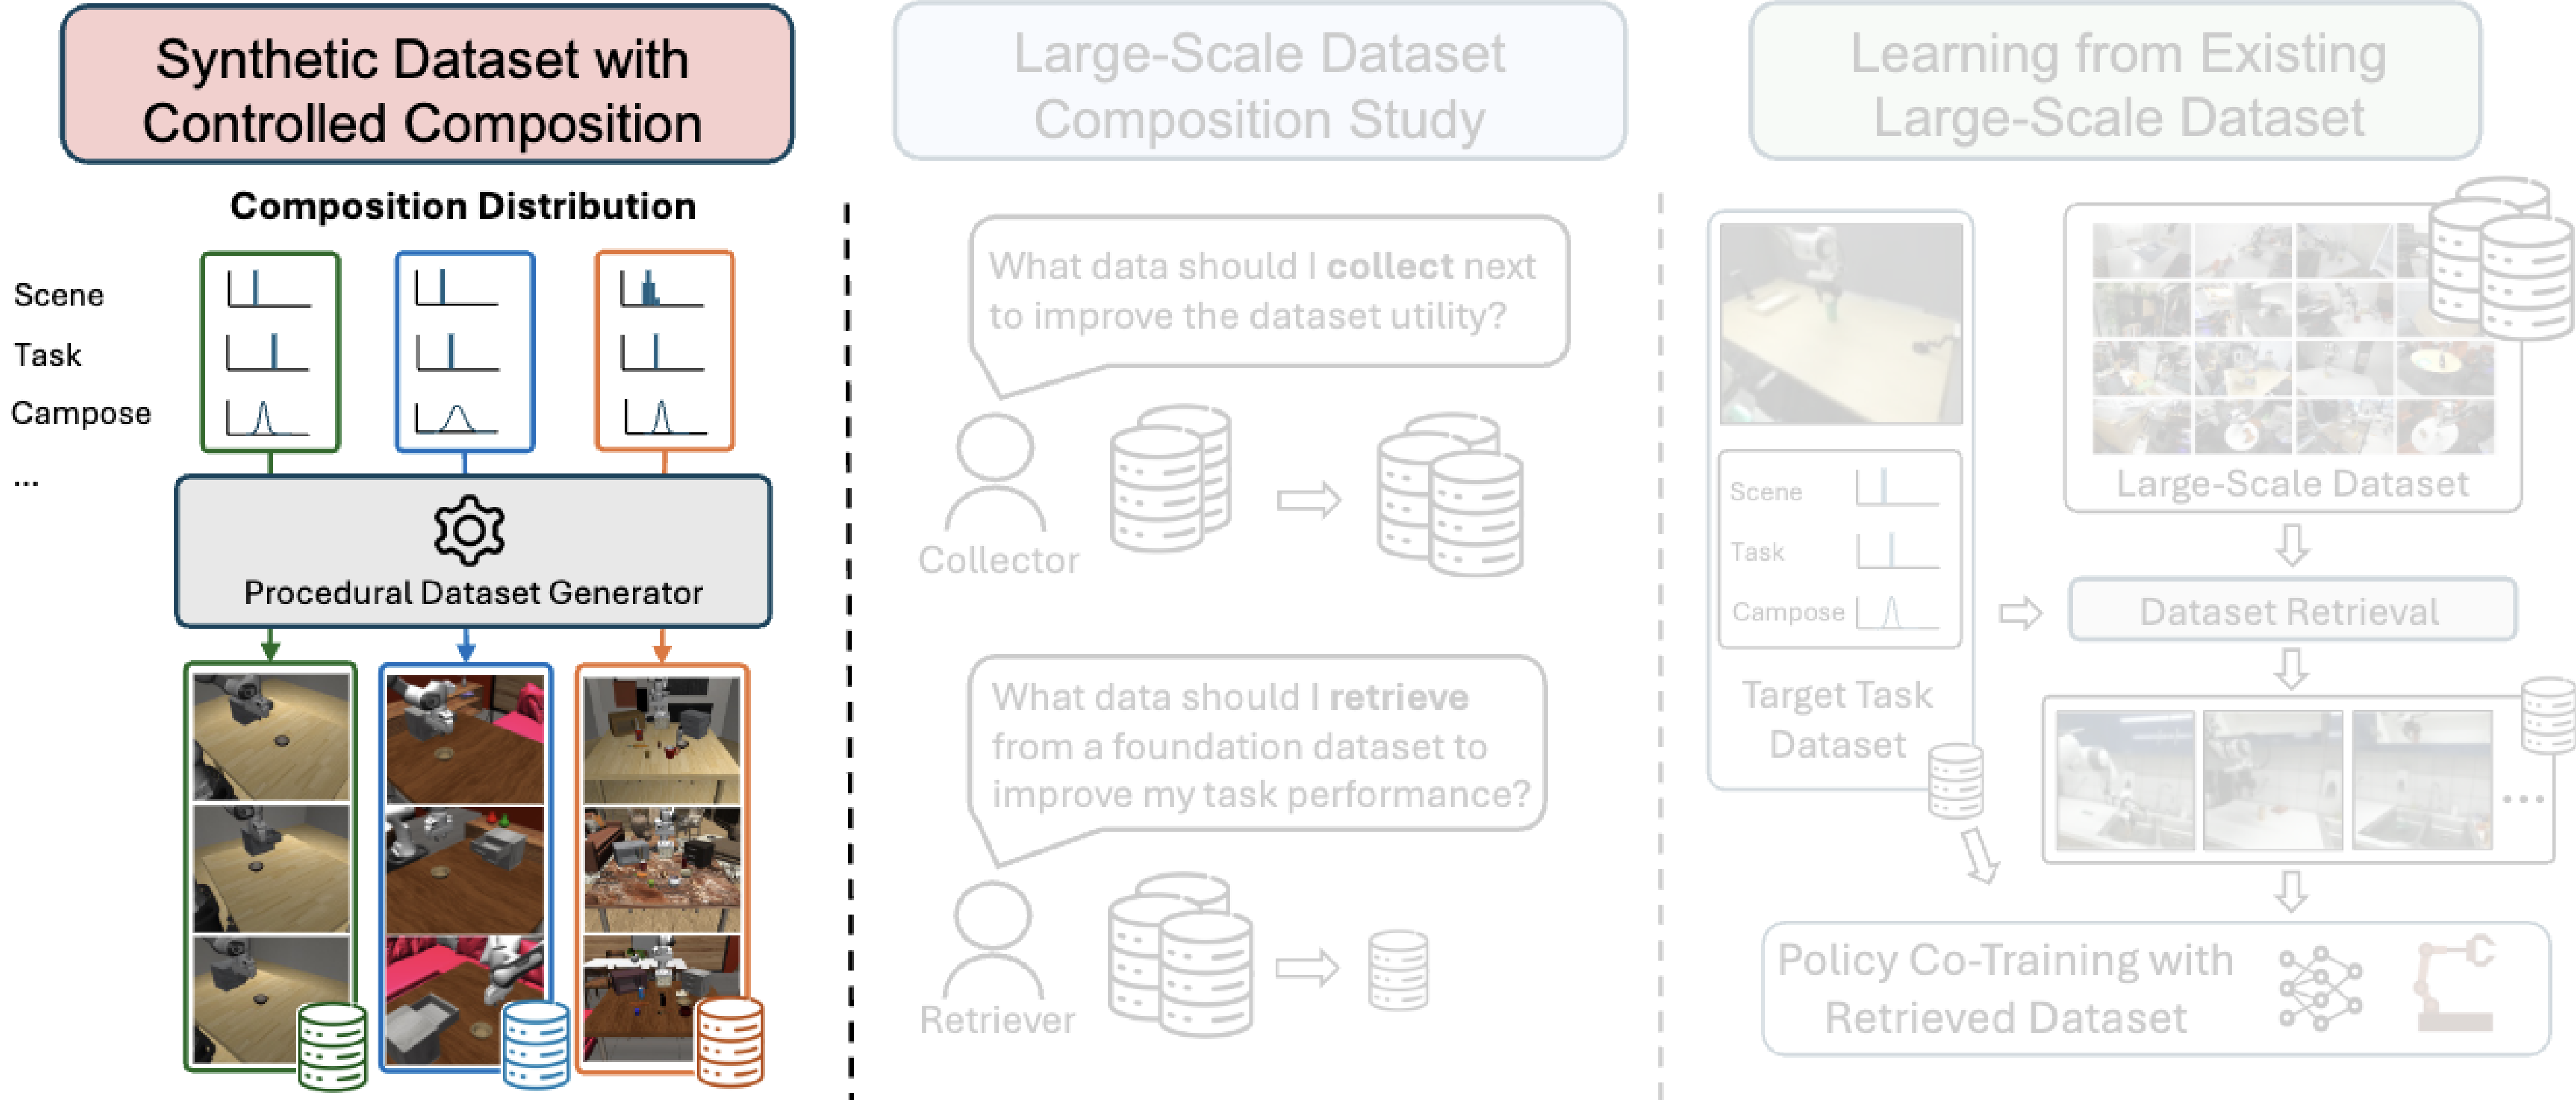 Synthetic Dataset with
Controlled Composition
Composition Distribution
Scene
Task
Campose
...
Procedural Dataset Generator
Large-Scale Dataset
Composition Study
What data should I collect next
to improve the dataset utility?
Collector
What data should I retrieve
from a foundation dataset to
improve my task performance?
Retriever
Learning from Existing
Large-Scale Dataset
Scene
Task
Campose
Target Task
Dataset
Large-Scale Dataset
Dataset Retrieval
...
Policy Co-Training with
Retrieved Dataset